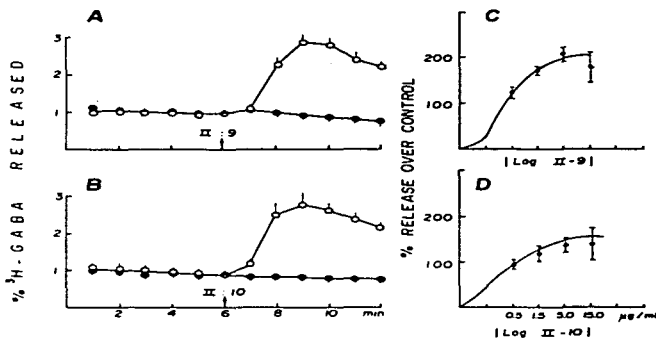 A
3
2
1
II : 9
B
3
2
1
II : 10
2 4 6 8 10 min
% ³H-GABA RELEASED
C
200
100
| Log II-9 |
D
200
100
0.5 1.5 5.0 15.0 µg/ml
| Log II-10 |
% RELEASE OVER CONTROL